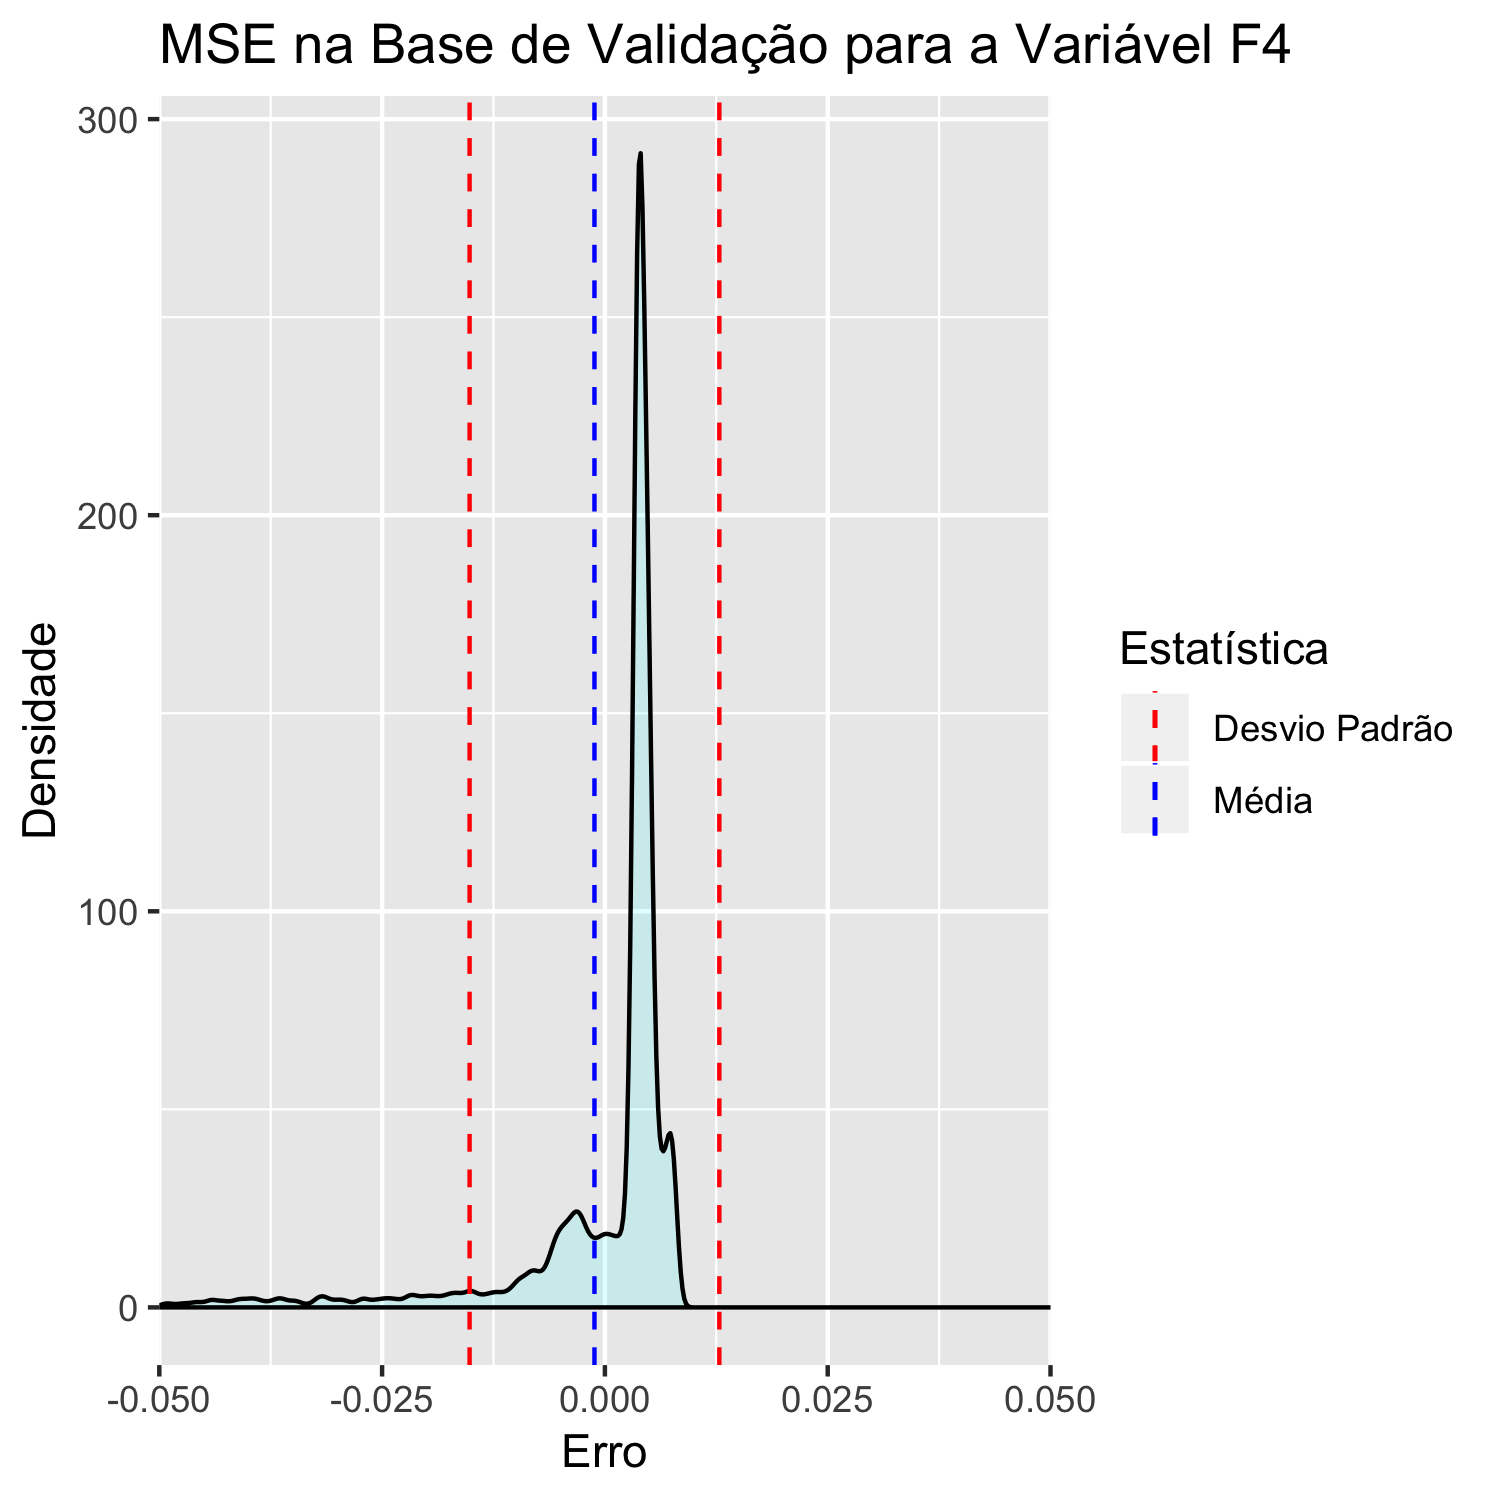 MSE na Base de Validação para a Variável F4
300
200
100
0
Densidade
-0.050
-0.025
0.000
0.025
0.050
Erro
Estatística
Desvio Padrão
Média